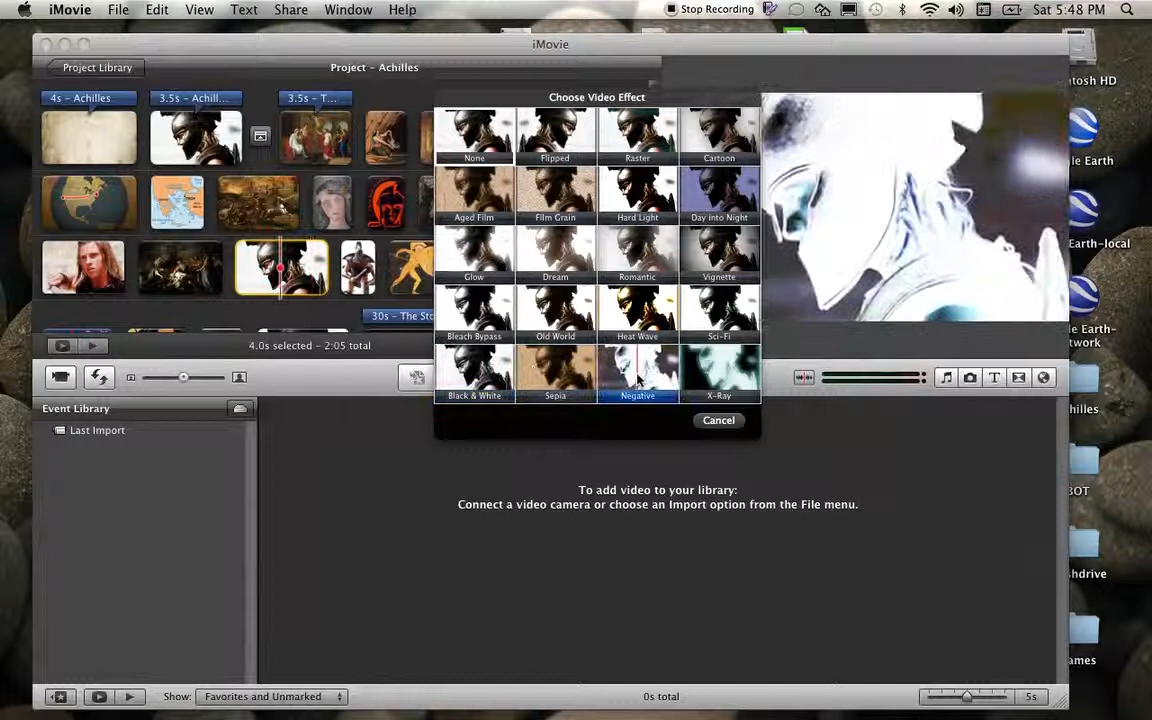 iMovie File Edit View Text Share Window Help Stop Recording Sat 5:48 PM
iMovie
Project Library Project - Achilles
4s - Achilles 3.5s - Achill... 3.5s - T...
Choose Video Effect
None Flipped Raster Cartoon
Aged Film Film Grain Hard Light Day into Night
Glow Dream Romantic Vignette
Bleach Bypass Old World Heat Wave Sci-Fi
Black & White Sepia Negative X-Ray
Cancel
30s - The Sto
4.0s selected - 2:05 total
Event Library
Last Import
To add video to your library:
Connect a video camera or choose an Import option from the File menu.
Show: Favorites and Unmarked 0s total 5s
ntosh HD
le Earth
Earth-local
le Earth-
twork
hilles
BOT
shdrive
ames